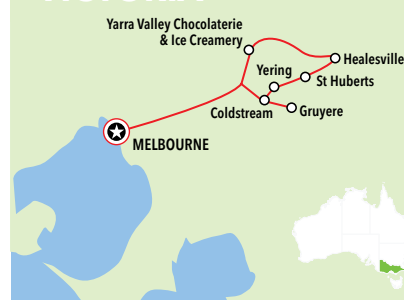 Yarra Valley Chocolaterie
& Ice Creamery
Healesville
Yering
St Huberts
Coldstream
Gruyere
MELBOURNE